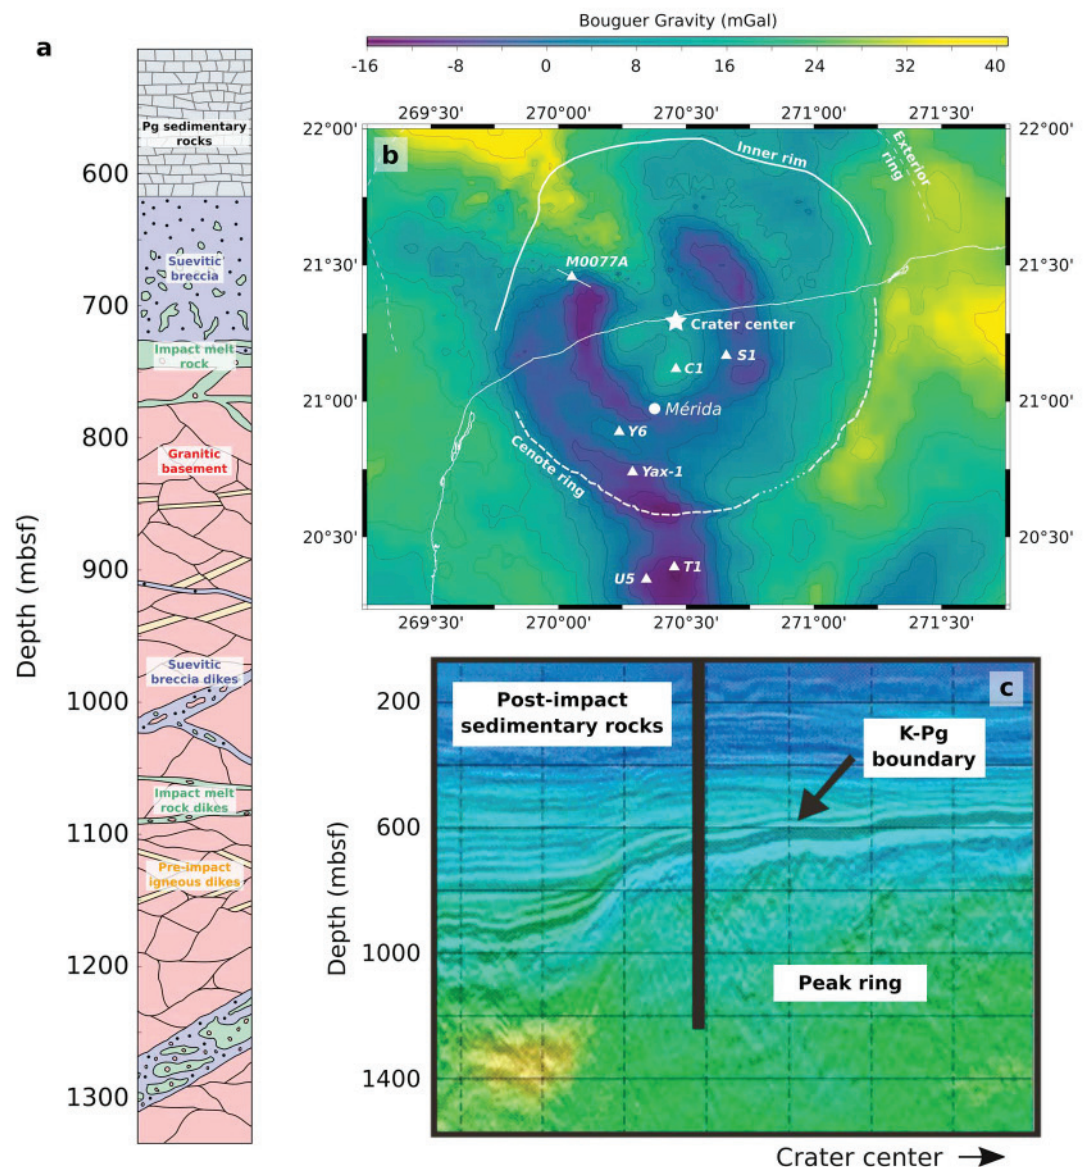 a
Pg sedimentary
rocks
600
Suevitic
breccia
700
Impact melt
rock
800
Granitic
basement
Depth (mbsf)
900
Suevitic
breccia dikes
1000
Impact melt
rock dikes
1100
Pre-impact
igneous dikes
1200
1300
Bouguer Gravity (mGal)
-16 -8 0 8 16 24 32 40
269°30' 270°00' 270°30' 271°00' 271°30'
22°00' 22°00'
b
Inner rim
Exterior
ring
M0077A
21°30' 21°30'
Crater center
S1
C1
21°00' 21°00'
Mérida
Y6
Cenote ring
Yax-1
20°30' 20°30'
U5
T1
269°30' 270°00' 270°30' 271°00' 271°30'
c
Post-impact
sedimentary rocks
K-Pg
boundary
200
600
Depth (mbsf)
1000
Peak ring
1400
Crater center